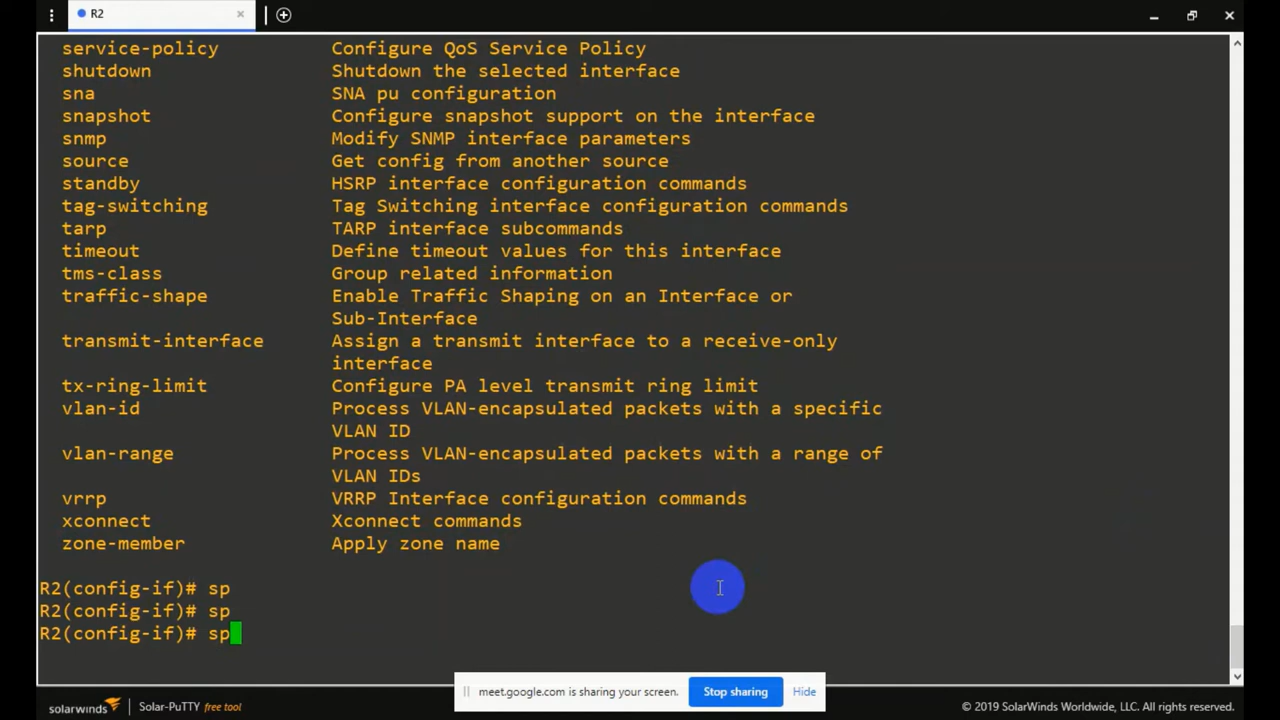 R2
service-policy Configure QoS Service Policy
shutdown Shutdown the selected interface
sna SNA pu configuration
snapshot Configure snapshot support on the interface
snmp Modify SNMP interface parameters
source Get config from another source
standby HSRP interface configuration commands
tag-switching Tag Switching interface configuration commands
tarp TARP interface subcommands
timeout Define timeout values for this interface
tms-class Group related information
traffic-shape Enable Traffic Shaping on an Interface or
Sub-Interface
transmit-interface Assign a transmit interface to a receive-only
interface
tx-ring-limit Configure PA level transmit ring limit
vlan-id Process VLAN-encapsulated packets with a specific
VLAN ID
vlan-range Process VLAN-encapsulated packets with a range of
VLAN IDs
vrrp VRRP Interface configuration commands
xconnect Xconnect commands
zone-member Apply zone name
R2(config-if)# sp
R2(config-if)# sp
R2(config-if)# sp
meet.google.com is sharing your screen. Stop sharing Hide
solarwinds Solar-PuTTY free tool © 2019 SolarWinds Worldwide, LLC. All rights reserved.